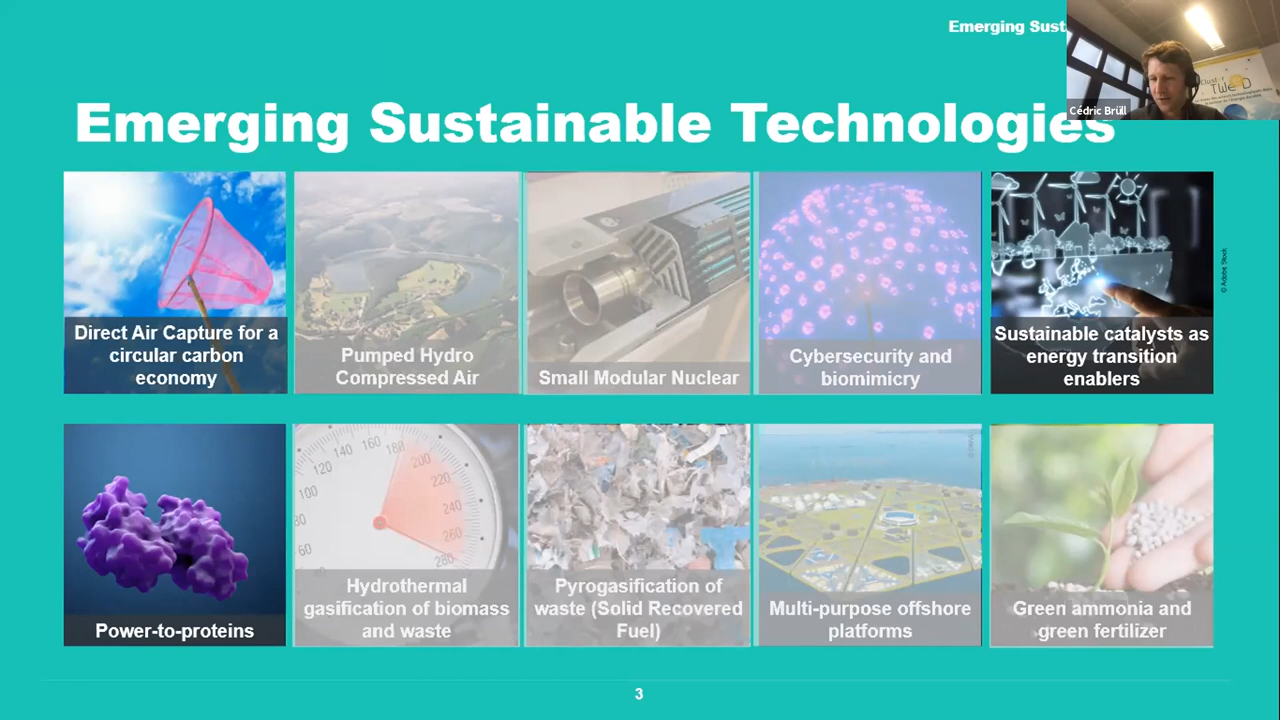 Emerging Sust
Cluster
TWeeD
Cédric Brüll
Emerging Sustainable Technologies
© Adobe Stock
Direct Air Capture for a
circular carbon
economy
Pumped Hydro
Compressed Air
Small Modular Nuclear
Cybersecurity and
biomimicry
Sustainable catalysts as
energy transition
enablers
60
80
100
120
140
160
180
200
220
240
260
280
Power-to-proteins
Hydrothermal
gasification of biomass
and waste
Pyrogasification of
waste (Solid Recovered
Fuel)
Multi-purpose offshore
platforms
Green ammonia and
green fertilizer
3